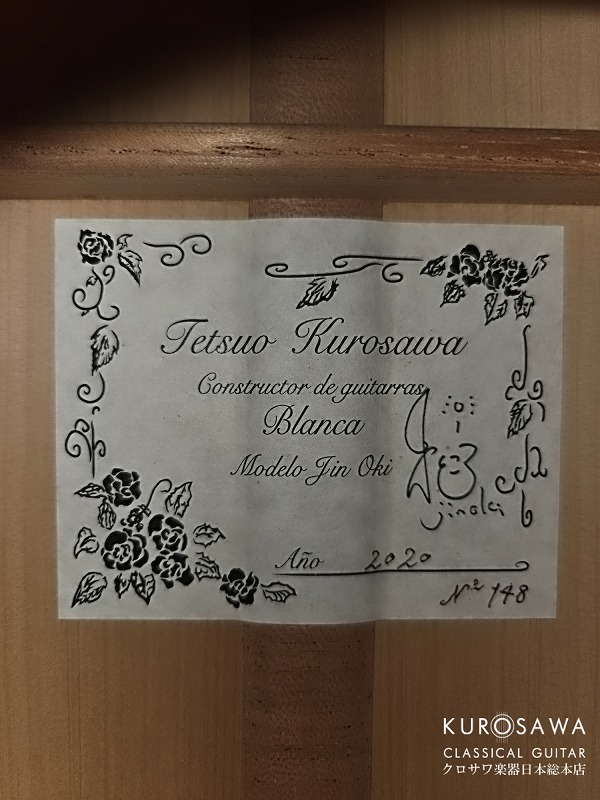 Tetsuo Kurosawa
Constructor de guitarras
Blanca
Modelo Jin Oki
jinoki
Año 2020
Nº 148
KUROSAWA
CLASSICAL GUITAR
クロサワ楽器日本総本店